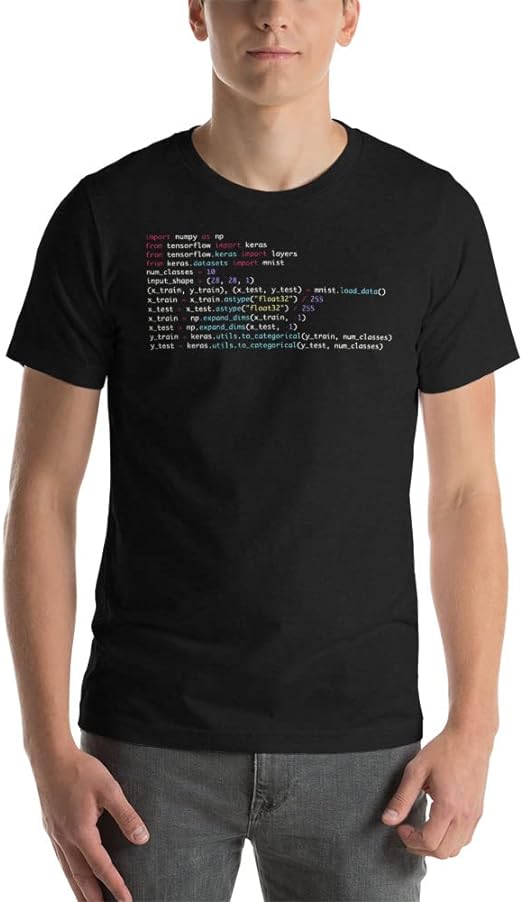 import numpy as np
from tensorflow import keras
from tensorflow.keras import layers
from keras.datasets import mnist
num_classes = 10
input_shape = (28, 28, 1)
(x_train, y_train), (x_test, y_test) = mnist.load_data()
x_train = x_train.astype("float32") / 255
x_test = x_test.astype("float32") / 255
x_train = np.expand_dims(x_train, -1)
x_test = np.expand_dims(x_test, -1)
y_train = keras.utils.to_categorical(y_train, num_classes)
y_test = keras.utils.to_categorical(y_test, num_classes)